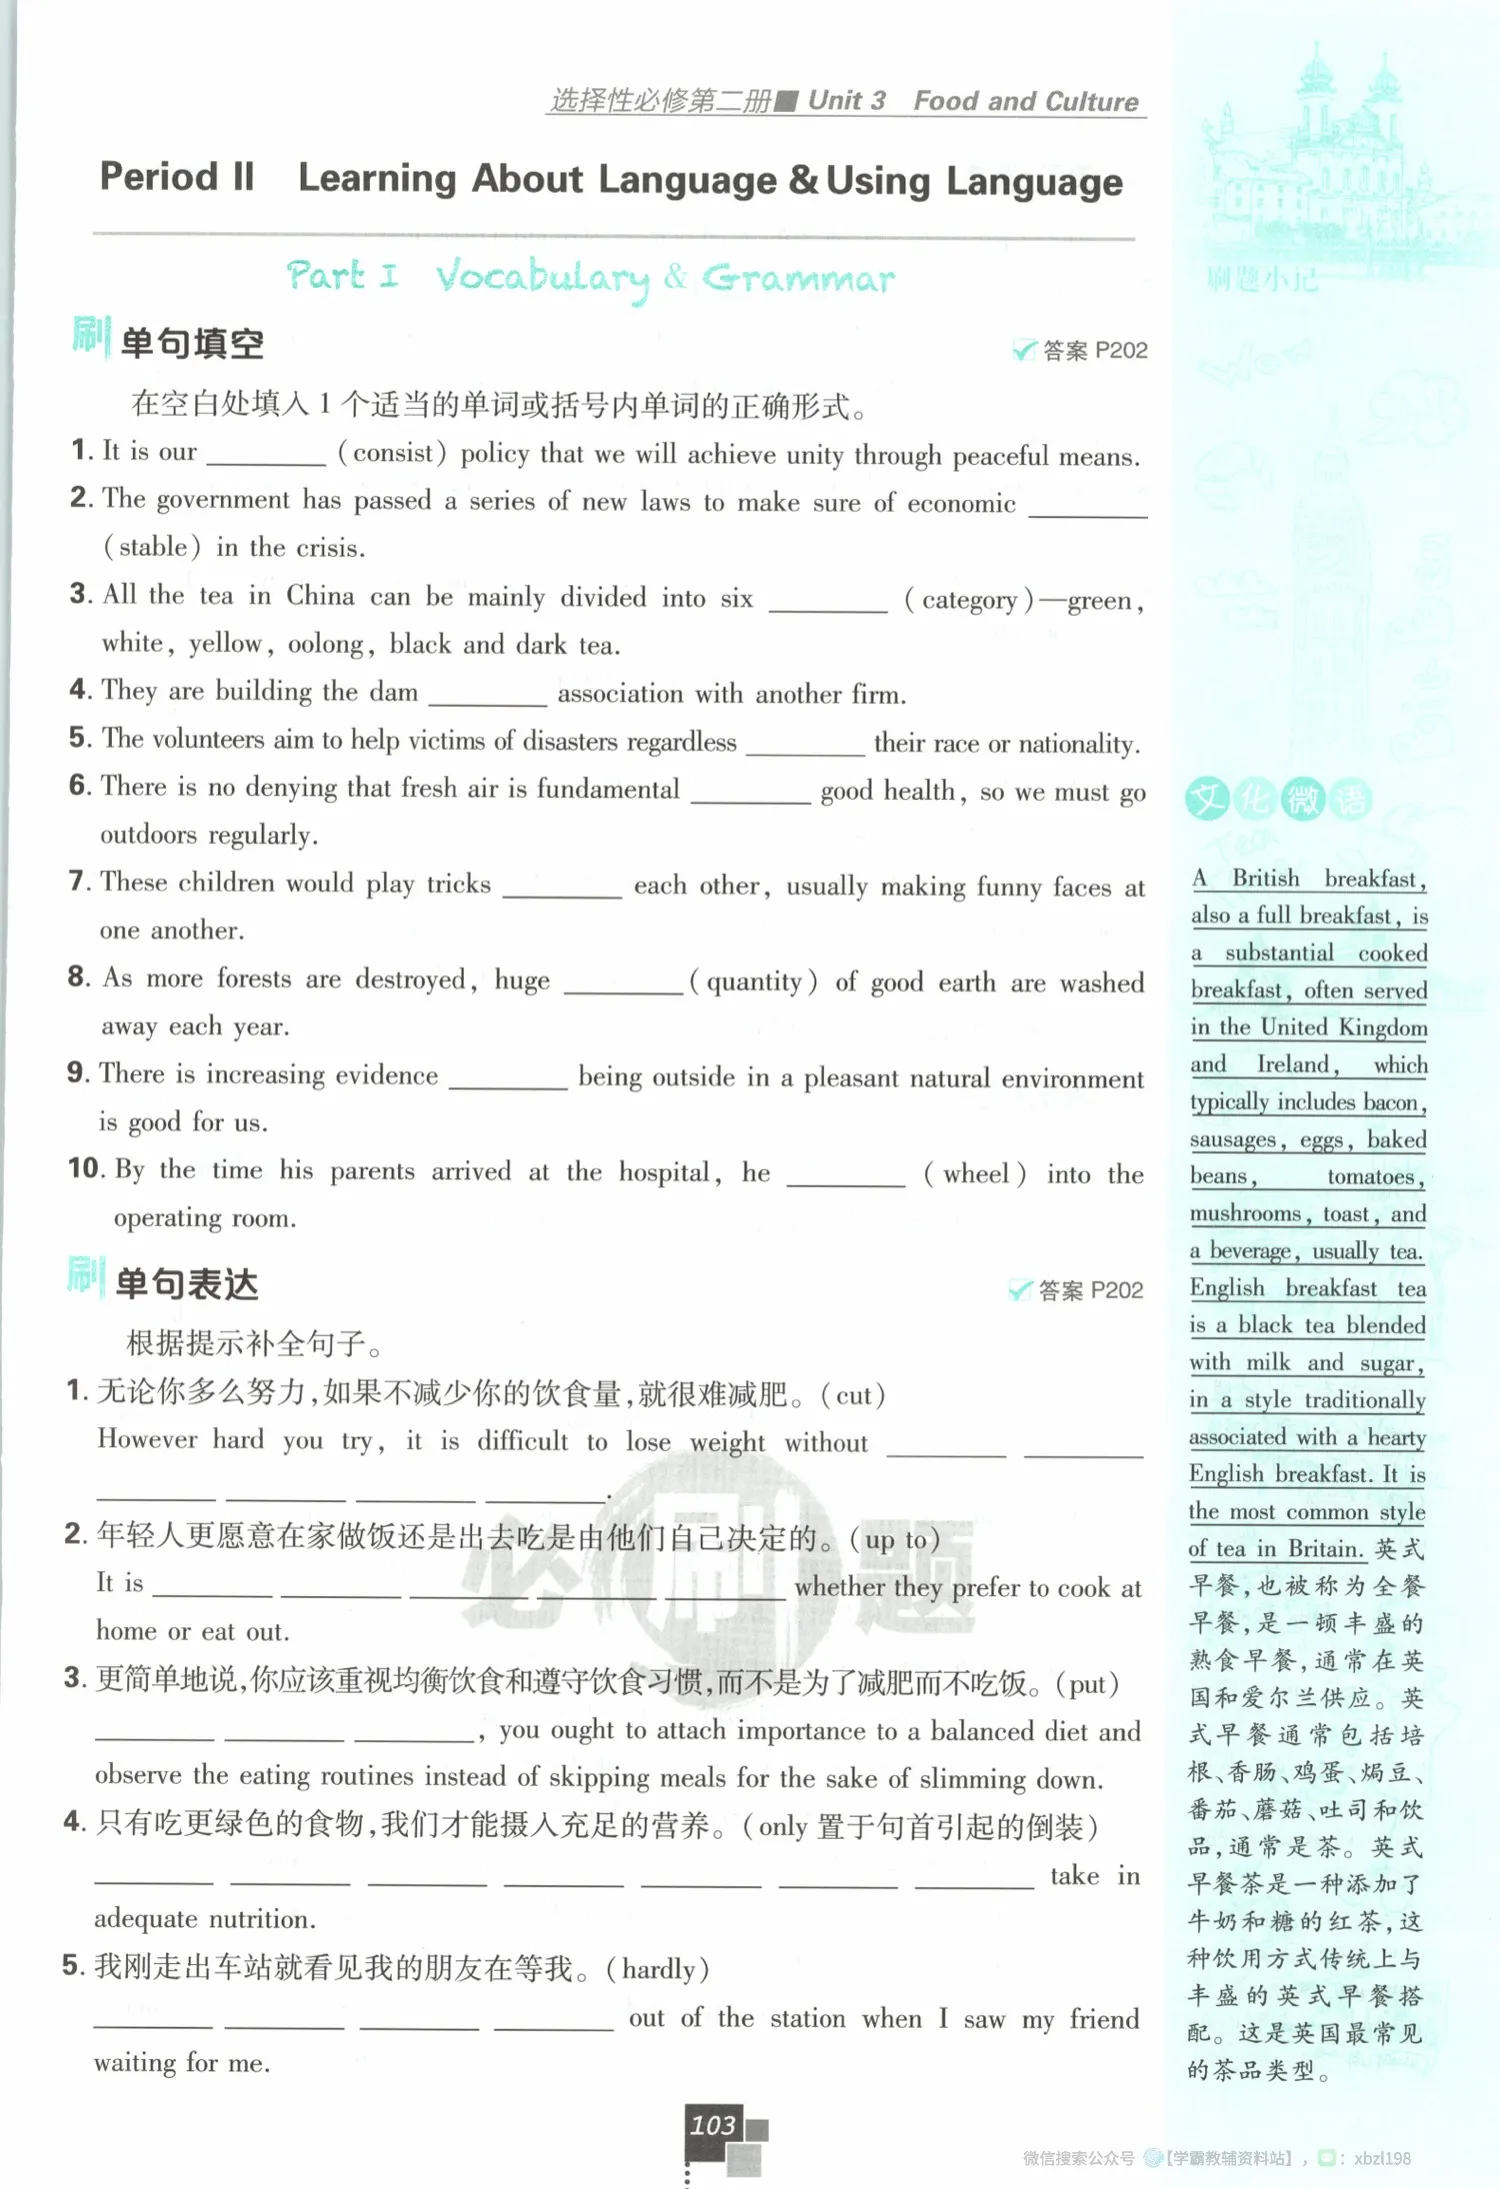 选择性必修第二册■ Unit 3 Food and Culture
Period II Learning About Language & Using Language
Part I Vocabulary & Grammar
刷 单句填空
答案 P202
在空白处填入 1 个适当的单词或括号内单词的正确形式。
1. It is our ________ (consist) policy that we will achieve unity through peaceful means.
2. The government has passed a series of new laws to make sure of economic ________
(stable) in the crisis.
3. All the tea in China can be mainly divided into six ________ (category)—green,
white, yellow, oolong, black and dark tea.
4. They are building the dam ________ association with another firm.
5. The volunteers aim to help victims of disasters regardless ________ their race or nationality.
6. There is no denying that fresh air is fundamental ________ good health, so we must go
outdoors regularly.
7. These children would play tricks ________ each other, usually making funny faces at
one another.
8. As more forests are destroyed, huge ________ (quantity) of good earth are washed
away each year.
9. There is increasing evidence ________ being outside in a pleasant natural environment
is good for us.
10. By the time his parents arrived at the hospital, he ________ (wheel) into the
operating room.
刷 单句表达
答案 P202
根据提示补全句子。
1. 无论你多么努力,如果不减少你的饮食量,就很难减肥。(cut)
However hard you try, it is difficult to lose weight without ________ ________
________ ________ ________ ________.
2. 年轻人更愿意在家做饭还是出去吃是由他们自己决定的。(up to)
It is ________ ________ ________ ________ ________ whether they prefer to cook at
home or eat out.
3. 更简单地说,你应该重视均衡饮食和遵守饮食习惯,而不是为了减肥而不吃饭。(put)
________ ________ ________, you ought to attach importance to a balanced diet and
observe the eating routines instead of skipping meals for the sake of slimming down.
4. 只有吃更绿色的食物,我们才能摄入充足的营养。(only 置于句首引起的倒装)
________ ________ ________ ________ ________ ________ ________ take in
adequate nutrition.
5. 我刚走出车站就看见我的朋友在等我。(hardly)
________ ________ ________ ________ out of the station when I saw my friend
waiting for me.
必刷题
103
刷题小记
文化微语
A British breakfast,
also a full breakfast, is
a substantial cooked
breakfast, often served
in the United Kingdom
and Ireland, which
typically includes bacon,
sausages, eggs, baked
beans, tomatoes,
mushrooms, toast, and
a beverage, usually tea.
English breakfast tea
is a black tea blended
with milk and sugar,
in a style traditionally
associated with a hearty
English breakfast. It is
the most common style
of tea in Britain. 英式
早餐,也被称为全餐
早餐,是一顿丰盛的
熟食早餐,通常在英
国和爱尔兰供应。英
式早餐通常包括培
根、香肠、鸡蛋、焗豆、
番茄、蘑菇、吐司和饮
品,通常是茶。英式
早餐茶是一种添加了
牛奶和糖的红茶,这
种饮用方式传统上与
丰盛的英式早餐搭
配。这是英国最常见
的茶品类型。
微信搜索公众号【学霸教辅资料站】,: xbzl198